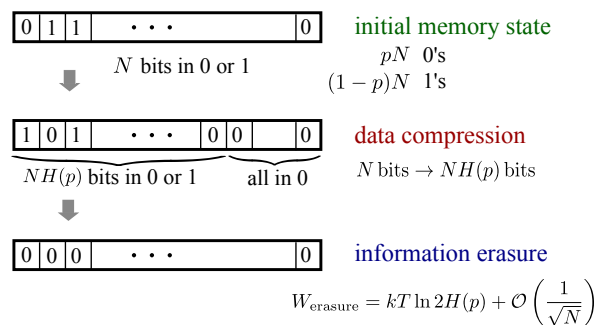 0 1 1 · · · 0 initial memory state
N bits in 0 or 1 pN 0's
(1 − p)N 1's
1 0 1 · · · 0 0 0 data compression
NH(p) bits in 0 or 1 all in 0 N bits → NH(p) bits
0 0 0 · · · 0 information erasure
W_erasure = kT ln 2H(p) + O(1/√N)